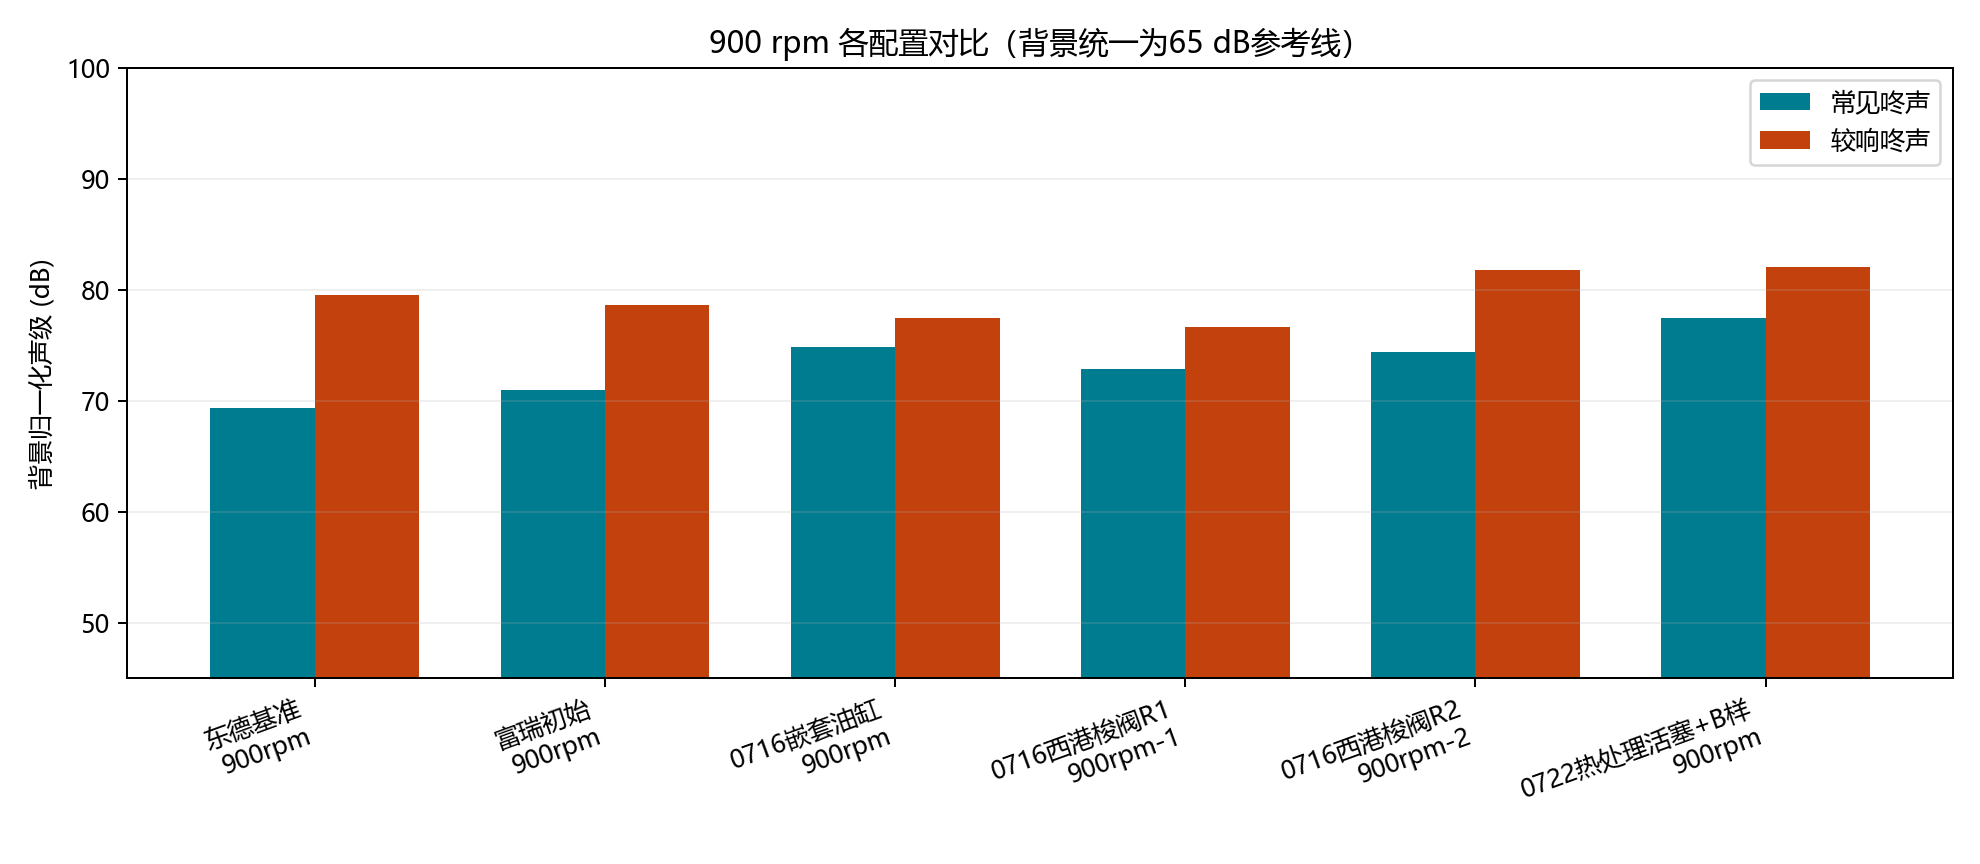 900 rpm 各配置对比（背景统一为65 dB参考线）
常见咚声
较响咚声
背景归一化声级 (dB)
100
90
80
70
60
50
东德基准
900rpm
富瑞初始
900rpm
0716嵌套油缸
900rpm
0716西港梭阀R1
900rpm-1
0716西港梭阀R2
900rpm-2
0722热处理活塞+B样
900rpm